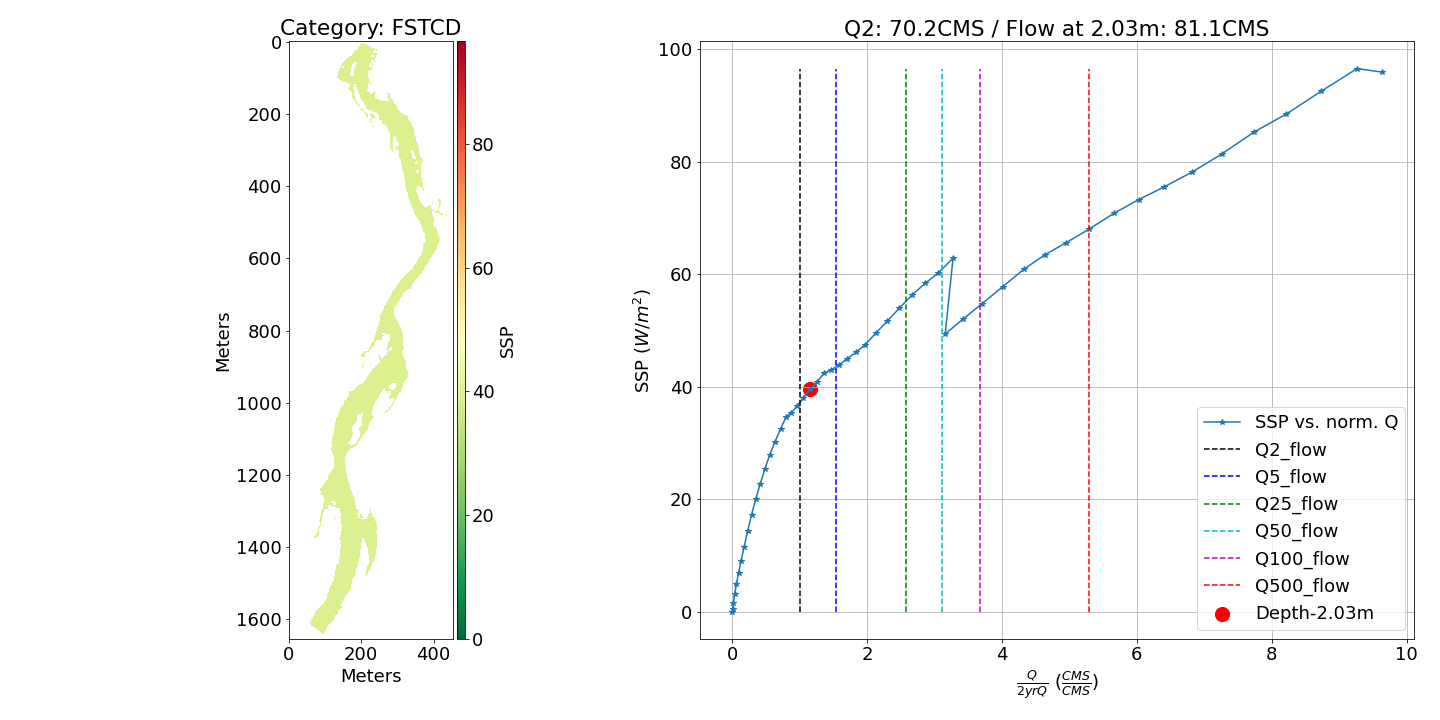 Category: FSTCD
0
200
400
600
800
1000
1200
1400
1600
Meters
0
200
400
Meters
80
60
40
20
0
SSP
Q2: 70.2CMS / Flow at 2.03m: 81.1CMS
100
80
60
40
20
0
SSP (W/m²)
0
2
4
6
8
10
Q/2yrQ (CMS/CMS)
SSP vs. norm. Q
Q2_flow
Q5_flow
Q25_flow
Q50_flow
Q100_flow
Q500_flow
Depth-2.03m